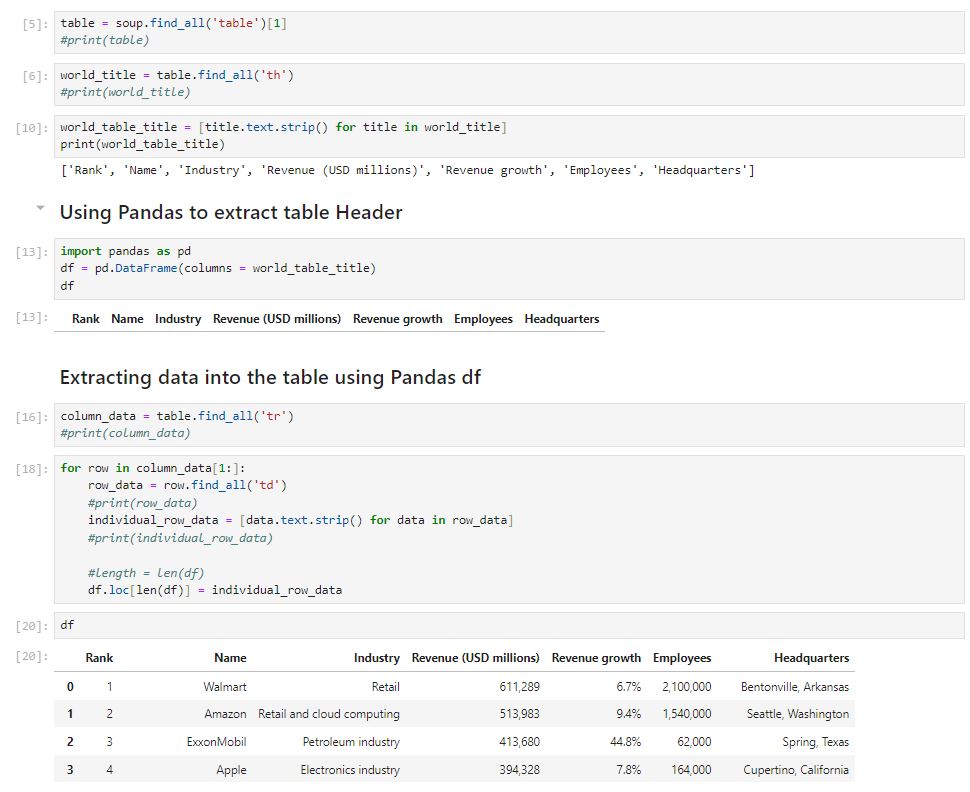 [5]: table = soup.find_all('table')[1]
#print(table)
[6]: world_title = table.find_all('th')
#print(world_title)
[10]: world_table_title = [title.text.strip() for title in world_title]
print(world_table_title)
['Rank', 'Name', 'Industry', 'Revenue (USD millions)', 'Revenue growth', 'Employees', 'Headquarters']
Using Pandas to extract table Header
[13]: import pandas as pd
df = pd.DataFrame(columns = world_table_title)
df
[13]: Rank Name Industry Revenue (USD millions) Revenue growth Employees Headquarters
Extracting data into the table using Pandas df
[16]: column_data = table.find_all('tr')
#print(column_data)
[18]: for row in column_data[1:]:
row_data = row.find_all('td')
#print(row_data)
individual_row_data = [data.text.strip() for data in row_data]
#print(individual_row_data)
#length = len(df)
df.loc[len(df)] = individual_row_data
[20]: df
[20]: Rank Name Industry Revenue (USD millions) Revenue growth Employees Headquarters
0 1 Walmart Retail 611,289 6.7% 2,100,000 Bentonville, Arkansas
1 2 Amazon Retail and cloud computing 513,983 9.4% 1,540,000 Seattle, Washington
2 3 ExxonMobil Petroleum industry 413,680 44.8% 62,000 Spring, Texas
3 4 Apple Electronics industry 394,328 7.8% 164,000 Cupertino, California